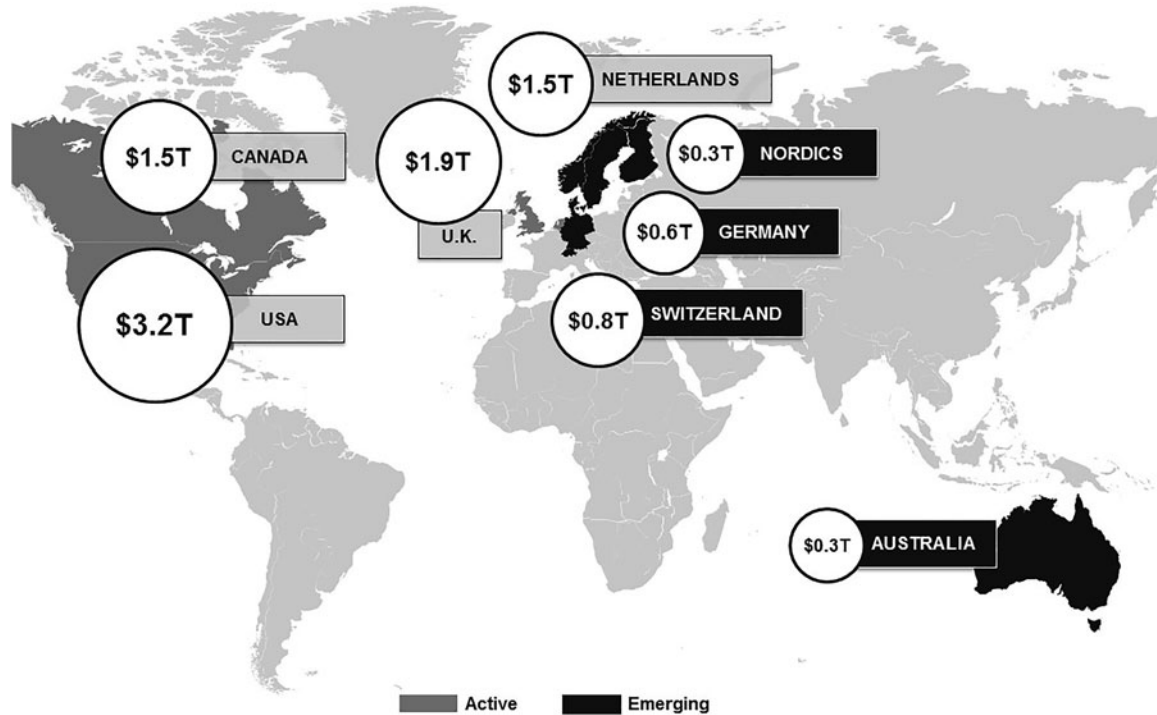 $1.5T NETHERLANDS
$1.5T CANADA
$1.9T
U.K.
$0.3T NORDICS
$0.6T GERMANY
$3.2T USA
$0.8T SWITZERLAND
$0.3T AUSTRALIA
Active Emerging